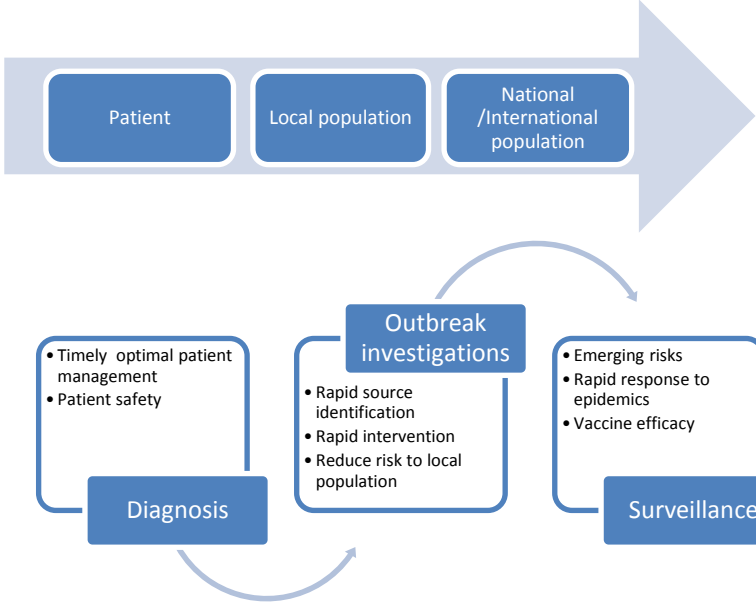 Patient
Local population
National
/International
population
• Timely optimal patient
management
• Patient safety
Diagnosis
Outbreak
investigations
• Rapid source
identification
• Rapid intervention
• Reduce risk to local
population
• Emerging risks
• Rapid response to
epidemics
• Vaccine efficacy
Surveillance